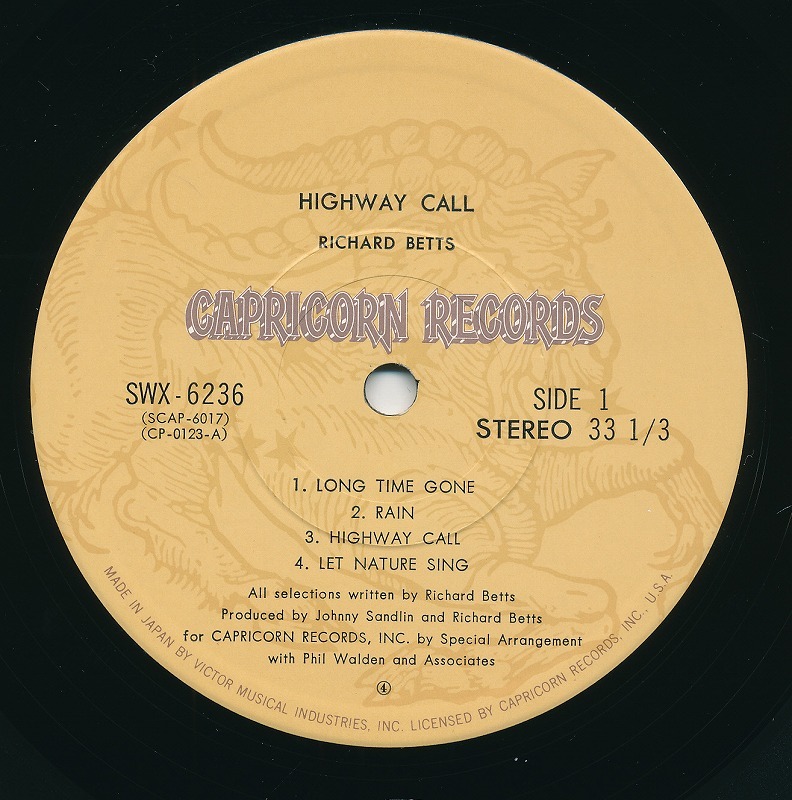 HIGHWAY CALL
RICHARD BETTS
CAPRICORN RECORDS
SWX-6236
(SCAP-6017)
(CP-0123-A)
SIDE 1
STEREO 33 1/3
1. LONG TIME GONE
2. RAIN
3. HIGHWAY CALL
4. LET NATURE SING
All selections written by Richard Betts
Produced by Johnny Sandlin and Richard Betts
for CAPRICORN RECORDS, INC. by Special Arrangement
with Phil Walden and Associates
④
MADE IN JAPAN BY VICTOR MUSICAL INDUSTRIES, INC. LICENSED BY CAPRICORN RECORDS, INC., U.S.A.